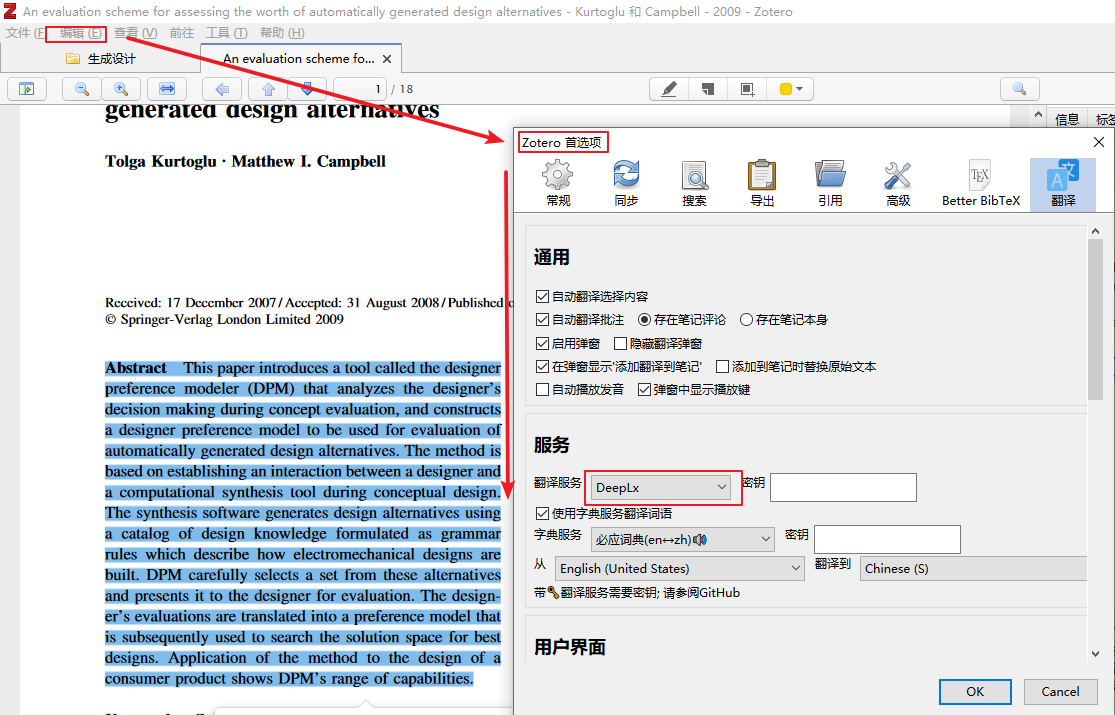 An evaluation scheme for assessing the worth of automatically generated design alternatives - Kurtoglu 和 Campbell - 2009 - Zotero
文件 (F 编辑 (E) 查看 (V) 前往 工具 (T) 帮助 (H)
生成设计 An evaluation scheme fo...
1 / 18
信息 标签
generated design alternatives
Tolga Kurtoglu · Matthew I. Campbell
Received: 17 December 2007 / Accepted: 31 August 2008 / Published o
© Springer-Verlag London Limited 2009
Abstract This paper introduces a tool called the designer
preference modeler (DPM) that analyzes the designer's
decision making during concept evaluation, and constructs
a designer preference model to be used for evaluation of
automatically generated design alternatives. The method is
based on establishing an interaction between a designer and
a computational synthesis tool during conceptual design.
The synthesis software generates design alternatives using
a catalog of design knowledge formulated as grammar
rules which describe how electromechanical designs are
built. DPM carefully selects a set from these alternatives
and presents it to the designer for evaluation. The design-
er's evaluations are translated into a preference model that
is subsequently used to search the solution space for best
designs. Application of the method to the design of a
consumer product shows DPM's range of capabilities.
Zotero 首选项
常规 同步 搜索 导出 引用 高级 Better BibTeX 翻译
TEX
A 文
通用
自动翻译选择内容
自动翻译批注 存在笔记评论 存在笔记本身
启用弹窗 隐藏翻译弹窗
在弹窗显示'添加翻译到笔记' 添加到笔记时替换原始文本
自动播放发音 弹窗中显示播放键
服务
翻译服务 DeepLx 密钥
使用字典服务翻译词语
字典服务 必应词典(en↔zh)🔊 密钥
从 English (United States) 翻译到 Chinese (S)
带🔑翻译服务需要密钥; 请参阅GitHub
用户界面
OK Cancel